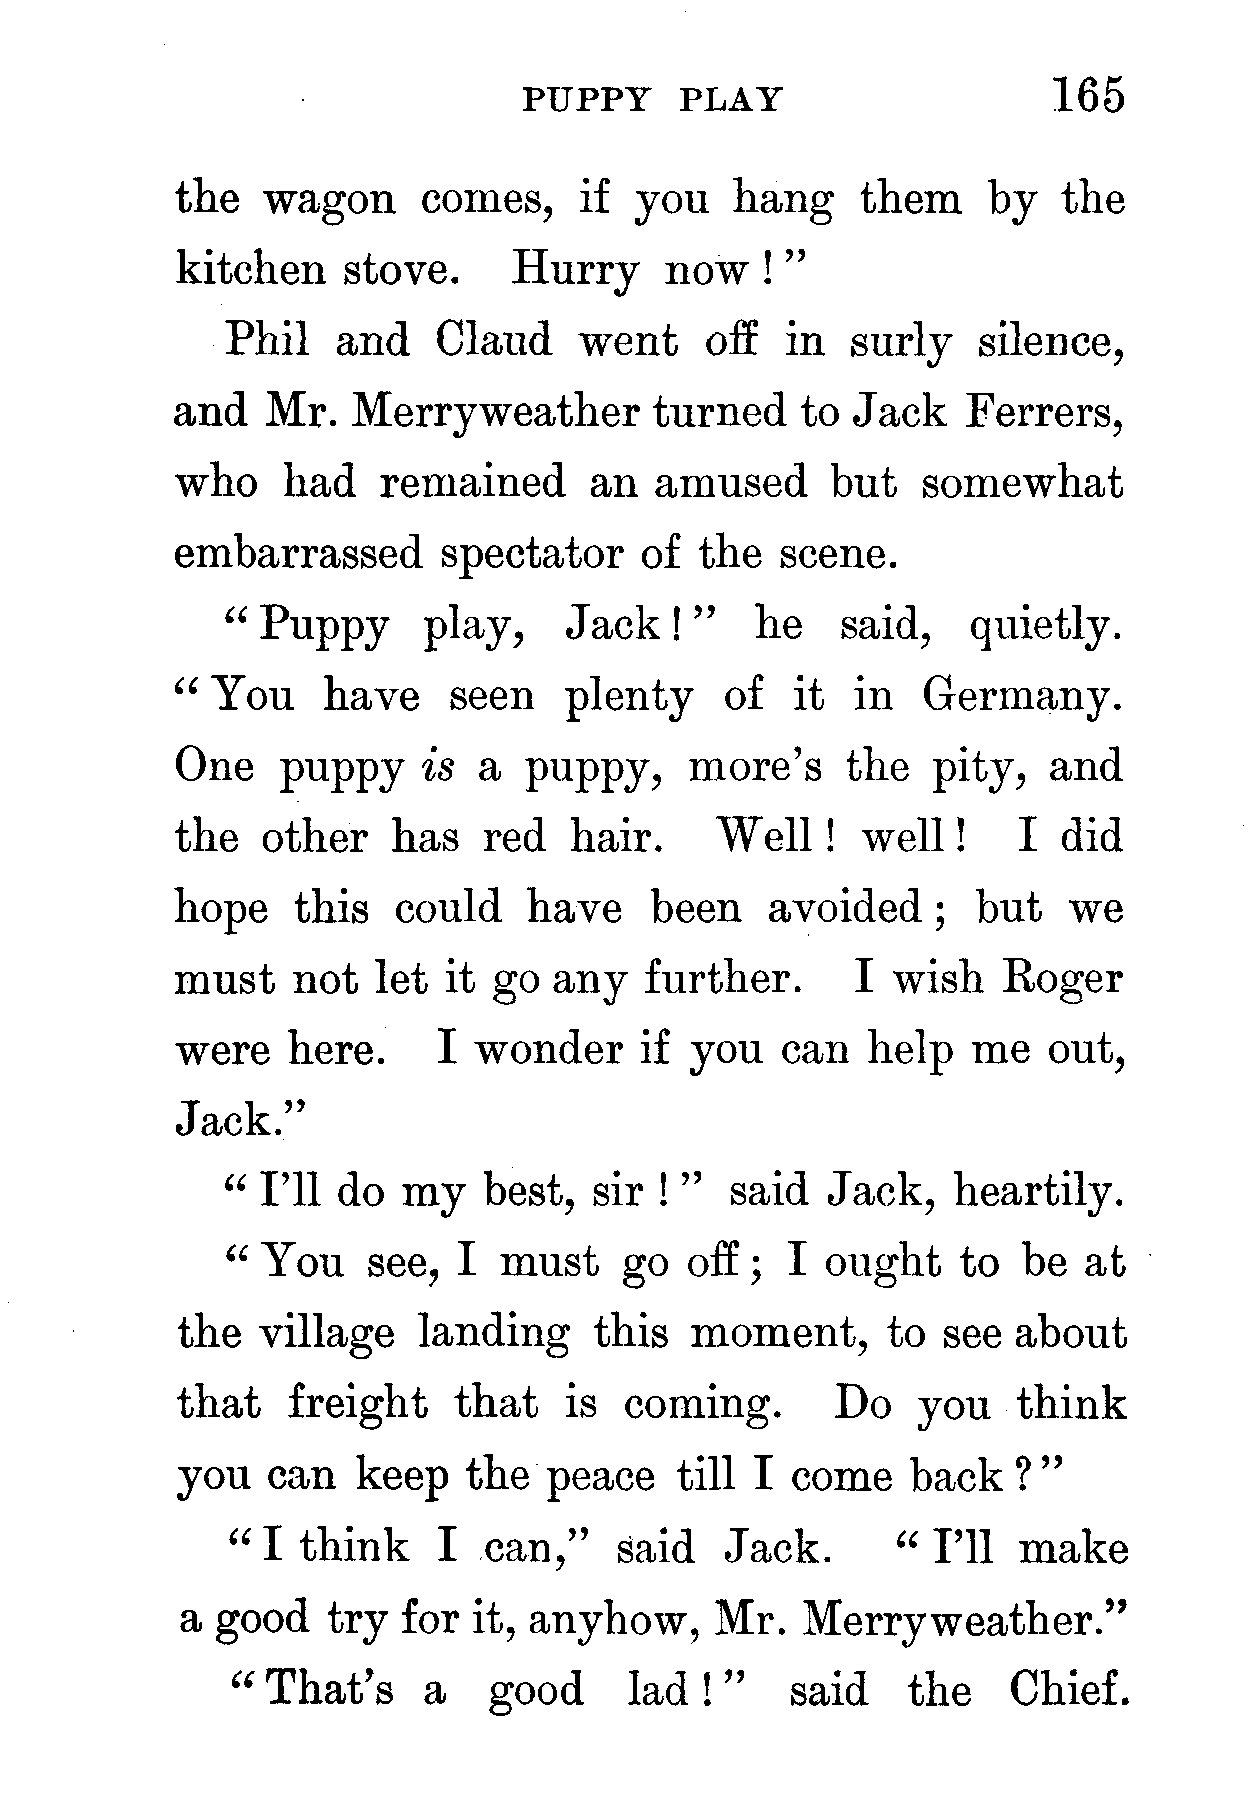 PUPPY PLAY 165
the wagon comes, if you hang them by the
kitchen stove. Hurry now ! "
Phil and Claud went off in surly silence,
and Mr. Merryweather turned to Jack Ferrers,
who had remained an amused but somewhat
embarrassed spectator of the scene.
" Puppy play, Jack ! " he said, quietly.
" You have seen plenty of it in Germany.
One puppy is a puppy, more's the pity, and
the other has red hair. Well ! well ! I did
hope this could have been avoided ; but we
must not let it go any further. I wish Roger
were here. I wonder if you can help me out,
Jack."
" I'll do my best, sir ! " said Jack, heartily.
" You see, I must go off ; I ought to be at
the village landing this moment, to see about
that freight that is coming. Do you think
you can keep the peace till I come back ? "
" I think I can," said Jack. " I'll make
a good try for it, anyhow, Mr. Merryweather."
" That's a good lad ! " said the Chief.